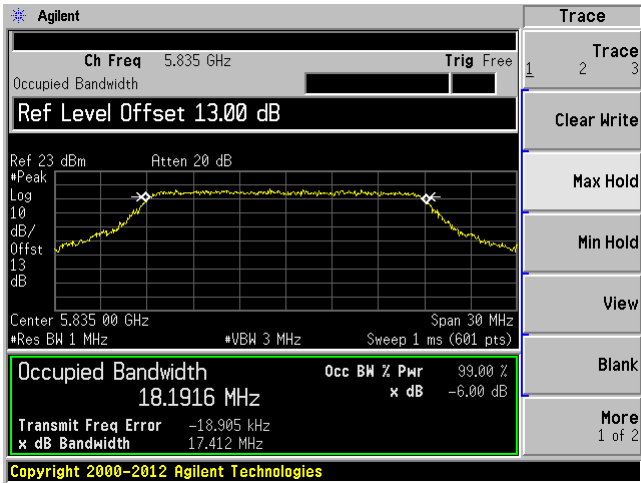 Agilent
Trace
Ch Freq 5.835 GHz Trig Free
Occupied Bandwidth
Ref Level Offset 13.00 dB
Trace
1 2 3
Clear Write
Max Hold
Min Hold
View
Blank
More
1 of 2
Ref 23 dBm Atten 20 dB
#Peak
Log
10
dB/
Offst
13
dB
Center 5.835 00 GHz Span 30 MHz
#Res BW 1 MHz #VBW 3 MHz Sweep 1 ms (601 pts)
Occupied Bandwidth Occ BW % Pwr 99.00 %
18.1916 MHz x dB -6.00 dB
Transmit Freq Error -18.905 kHz
x dB Bandwidth 17.412 MHz
Copyright 2000-2012 Agilent Technologies